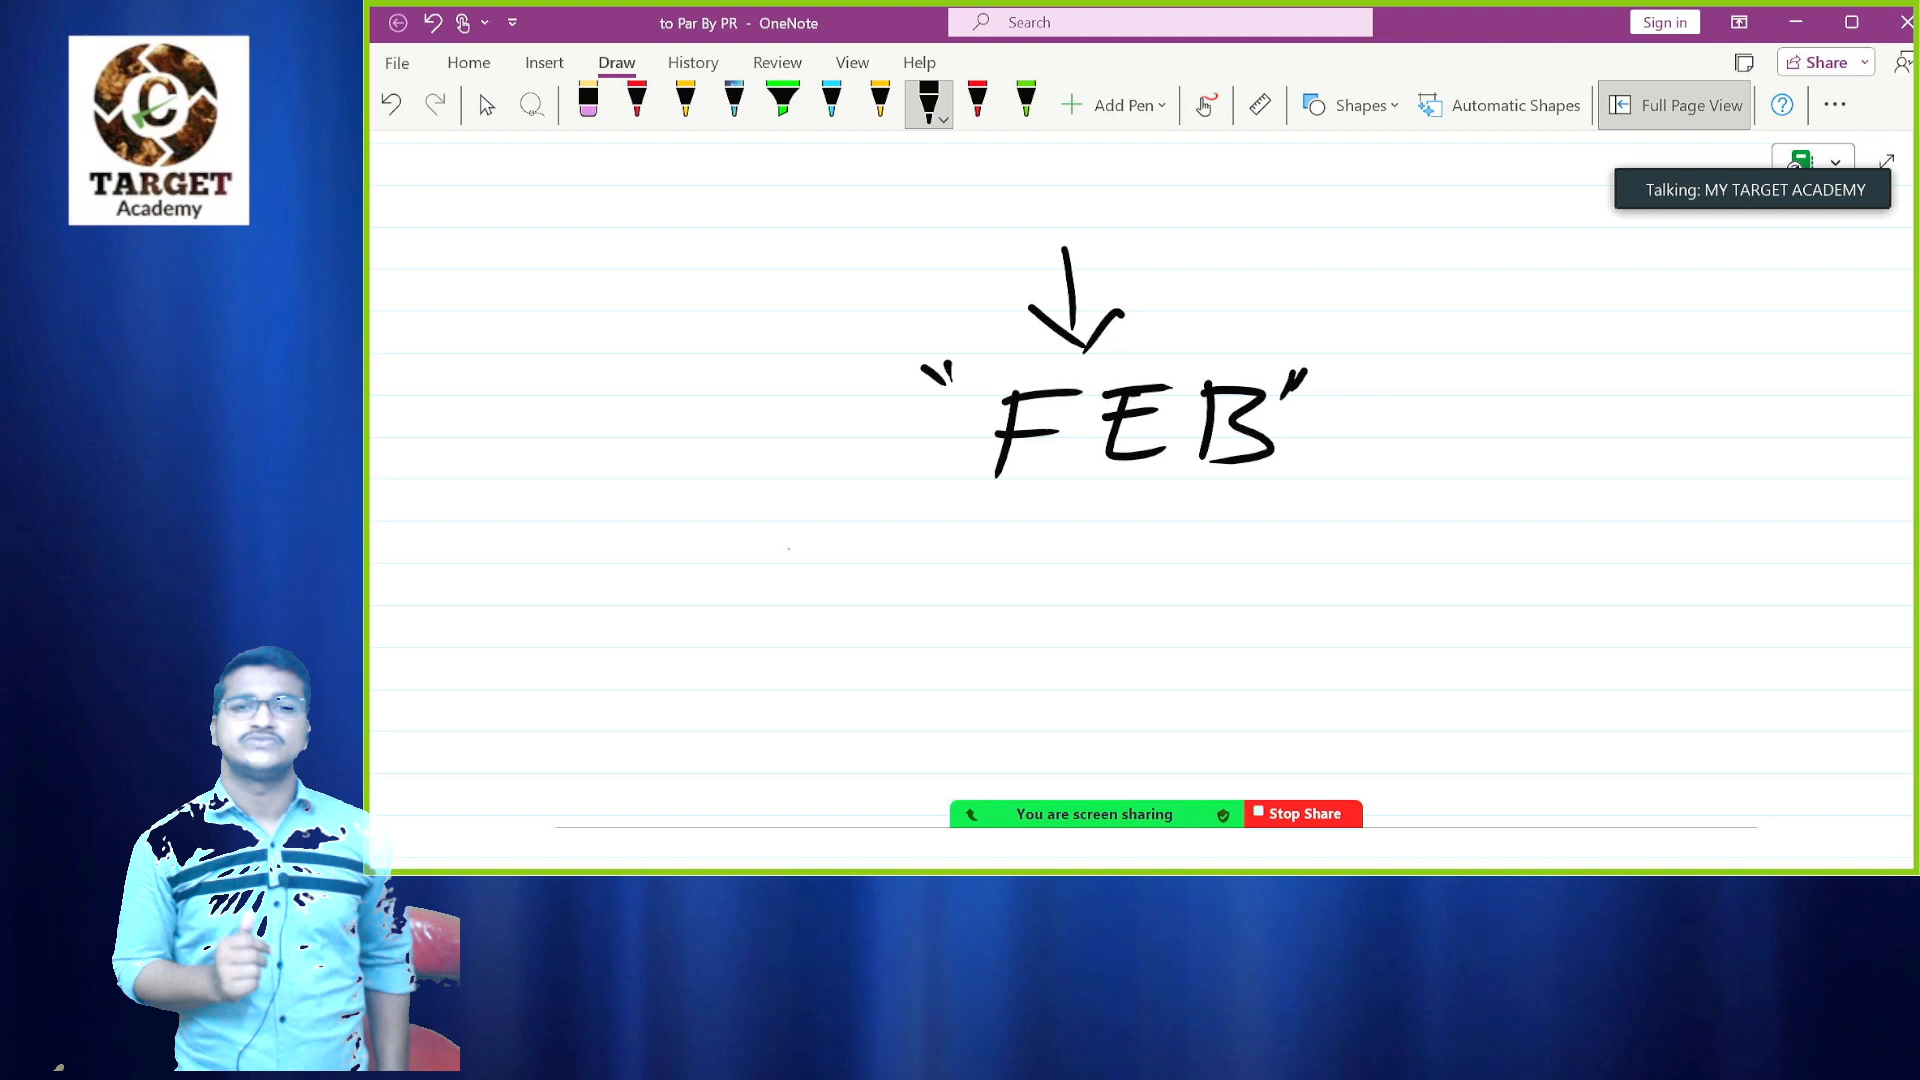 to Par By PR - OneNote
Search
Sign in
File Home Insert Draw History Review View Help
Share
Add Pen
Shapes
Automatic Shapes
Full Page View
C
TARGET
Academy
Talking: MY TARGET ACADEMY
"FEB"
You are screen sharing
Stop Share